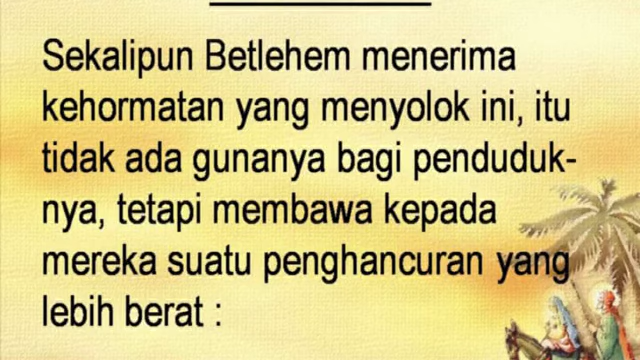 Sekalipun Betlehem menerima
kehormatan yang menyolok ini, itu
tidak ada gunanya bagi penduduk-
nya, tetapi membawa kepada
mereka suatu penghancuran yang
lebih berat :